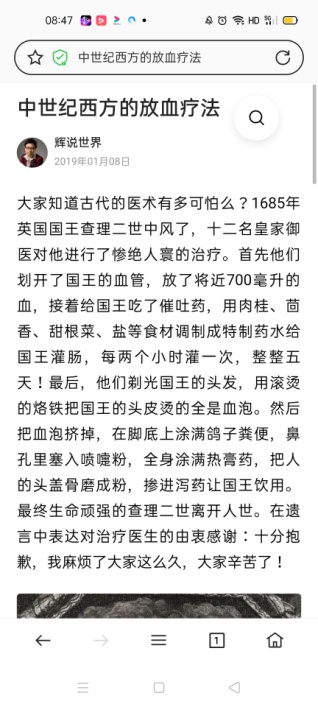 08:47
HD 5G
中世纪西方的放血疗法
中世纪西方的放血疗法
辉说世界
2019年01月08日
大家知道古代的医术有多可怕么？1685年
英国国王查理二世中风了，十二名皇家御
医对他进行了惨绝人寰的治疗。首先他们
划开了国王的血管，放了将近700毫升的
血，接着给国王吃了催吐药，用肉桂、茴
香、甜根菜、盐等食材调制成特制药水给
国王灌肠，每两个小时灌一次，整整五
天！最后，他们剃光国王的头发，用滚烫
的烙铁把国王的头皮烫的全是血泡。然后
把血泡挤掉，在脚底上涂满鸽子粪便，鼻
孔里塞入喷嚏粉，全身涂满热膏药，把人
的头盖骨磨成粉，掺进泻药让国王饮用。
最终生命顽强的查理二世离开人世。在遗
言中表达对治疗医生的由衷感谢：十分抱
歉，我麻烦了大家这么久，大家辛苦了！
1